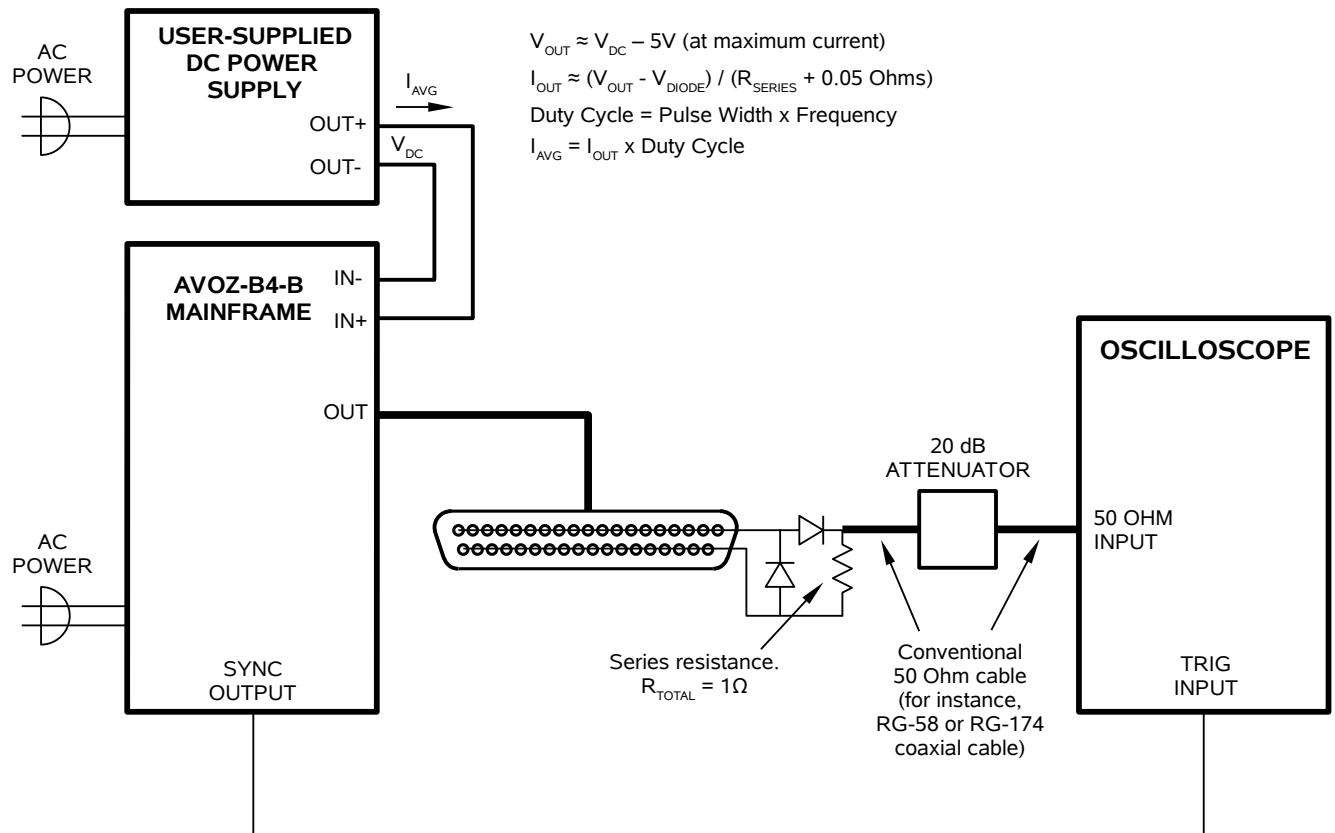 AC
POWER
USER-SUPPLIED
DC POWER
SUPPLY
OUT+
OUT-
I_AVG
V_DC
V_OUT ≈ V_DC – 5V (at maximum current)
I_OUT ≈ (V_OUT - V_DIODE) / (R_SERIES + 0.05 Ohms)
Duty Cycle = Pulse Width x Frequency
I_AVG = I_OUT x Duty Cycle
AVOZ-B4-B
MAINFRAME
IN-
IN+
OUT
AC
POWER
SYNC
OUTPUT
Series resistance.
R_TOTAL = 1Ω
20 dB
ATTENUATOR
Conventional
50 Ohm cable
(for instance,
RG-58 or RG-174
coaxial cable)
OSCILLOSCOPE
50 OHM
INPUT
TRIG
INPUT